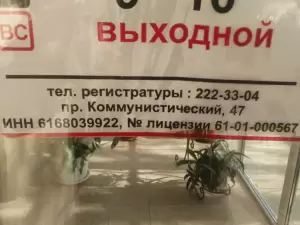 ВС ВЫХОДНОЙ
тел. регистратуры : 222-33-04
пр. Коммунистический, 47
ИНН 6168039922, № лицензии 61-01-000567